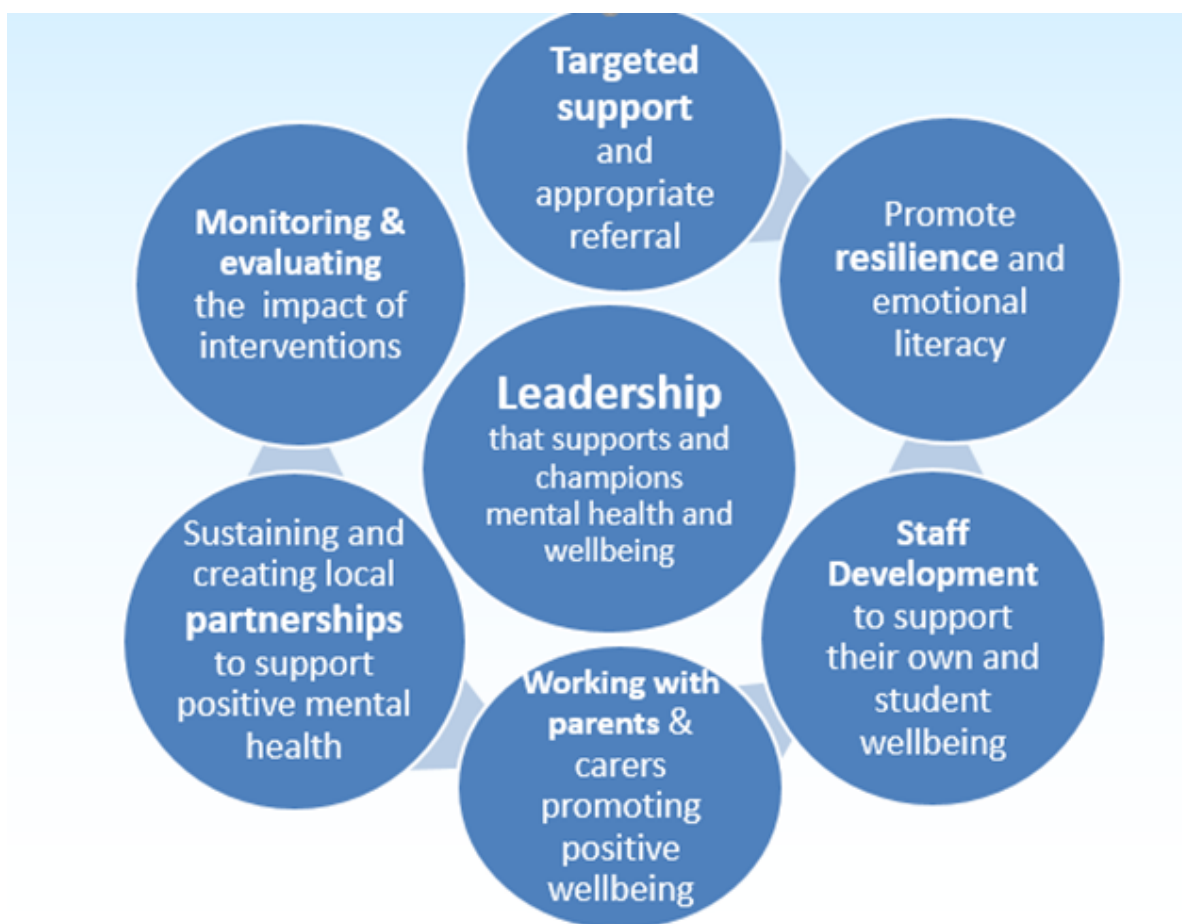 Targeted
support
and
appropriate
referral
Promote
resilience and
emotional
literacy
Staff
Development
to support
their own and
student
wellbeing
Working with
parents &
carers
promoting
positive
wellbeing
Sustaining and
creating local
partnerships
to support
positive mental
health
Monitoring &
evaluating
the impact of
interventions
Leadership
that supports and
champions
mental health and
wellbeing